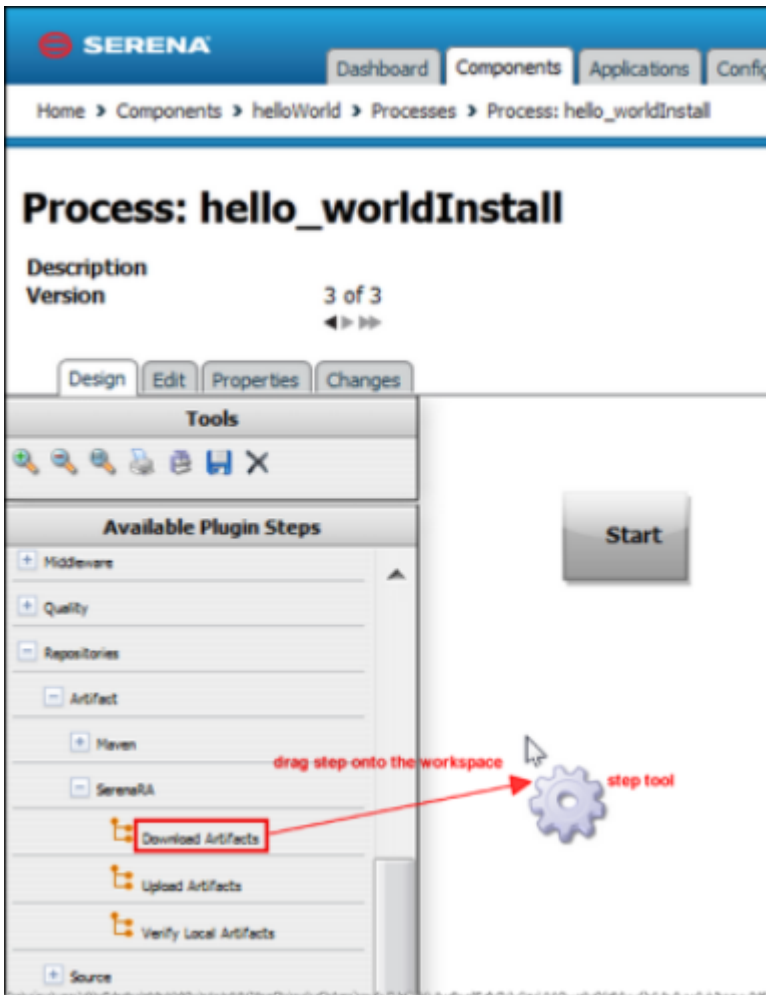 SERENA
Dashboard Components Applications Config
Home > Components > helloWorld > Processes > Process: hello_worldInstall
Process: hello_worldInstall
Description
Version 3 of 3
Design Edit Properties Changes
Tools
Available Plugin Steps
Start
Middleware
Quality
Repositories
Artifact
Maven
drag step onto the workspace
step tool
SerenaRA
Download Artifacts
Upload Artifacts
Verify Local Artifacts
Source